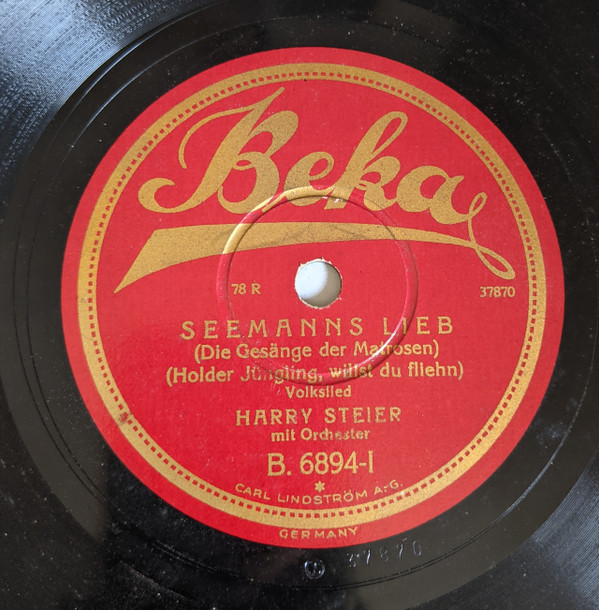 Beka
78 R
37870
SEEMANNS LIEB
(Die Gesänge der Matrosen)
(Holder Jüngling, willst du fliehn)
Volkslied
HARRY STEIER
mit Orchester
B. 6894-I
*
CARL LINDSTRÖM A.-G.
GERMANY
37870